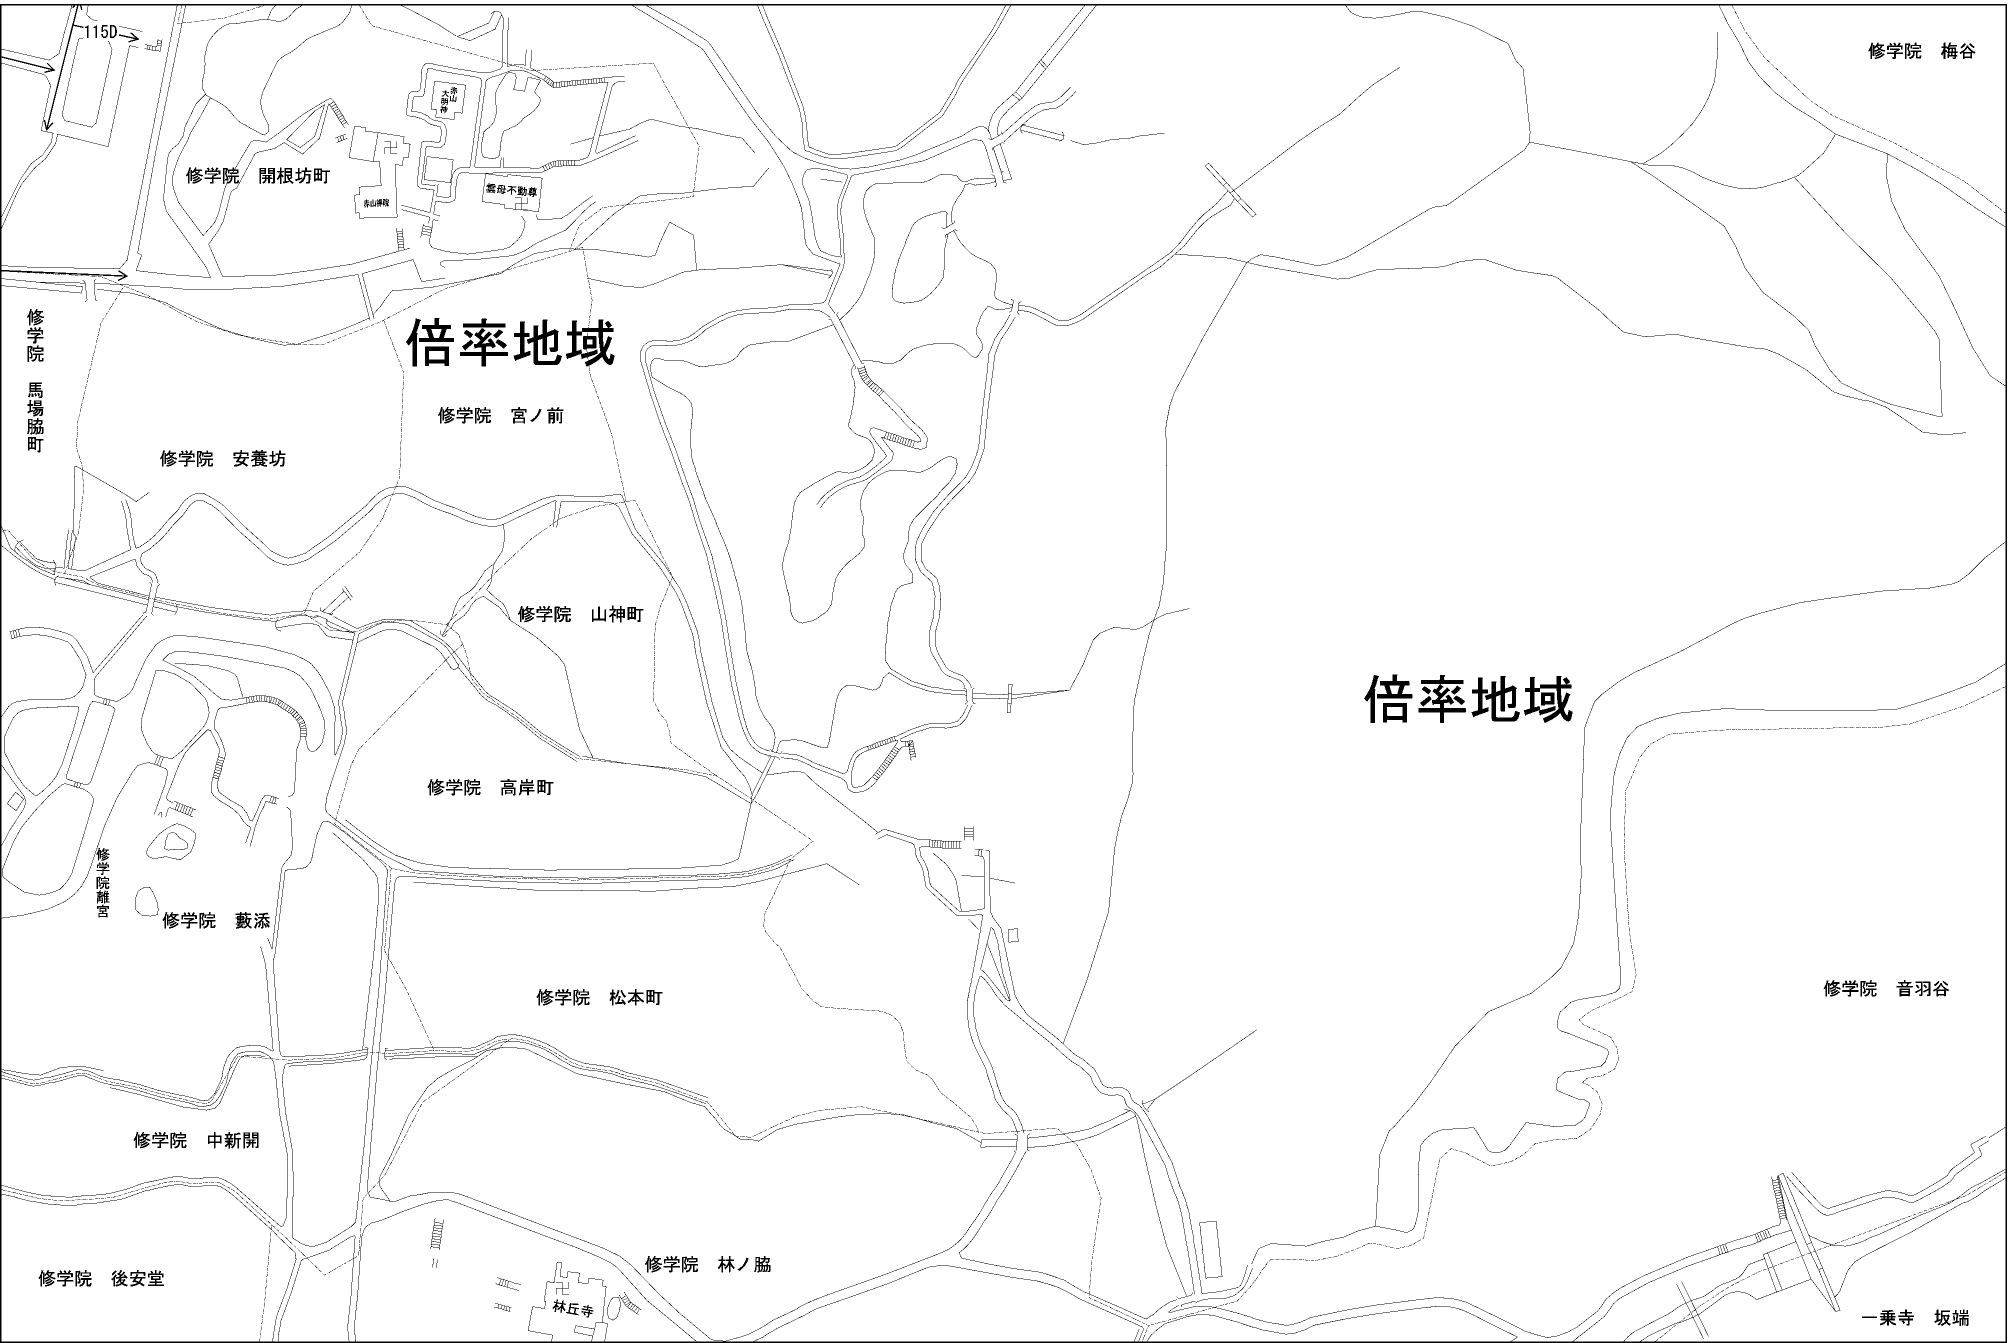 115D
修学院　梅谷
赤山
大明神
修学院　開根坊町
雲母不動尊
赤山禅院
修学院　馬場脇町
倍率地域
修学院　宮ノ前
修学院　安養坊
修学院　山神町
倍率地域
修学院　高岸町
修学院離宮
修学院　藪添
修学院　松本町
修学院　音羽谷
修学院　中新開
修学院　林ノ脇
修学院　後安堂
林丘寺
一乗寺　坂端